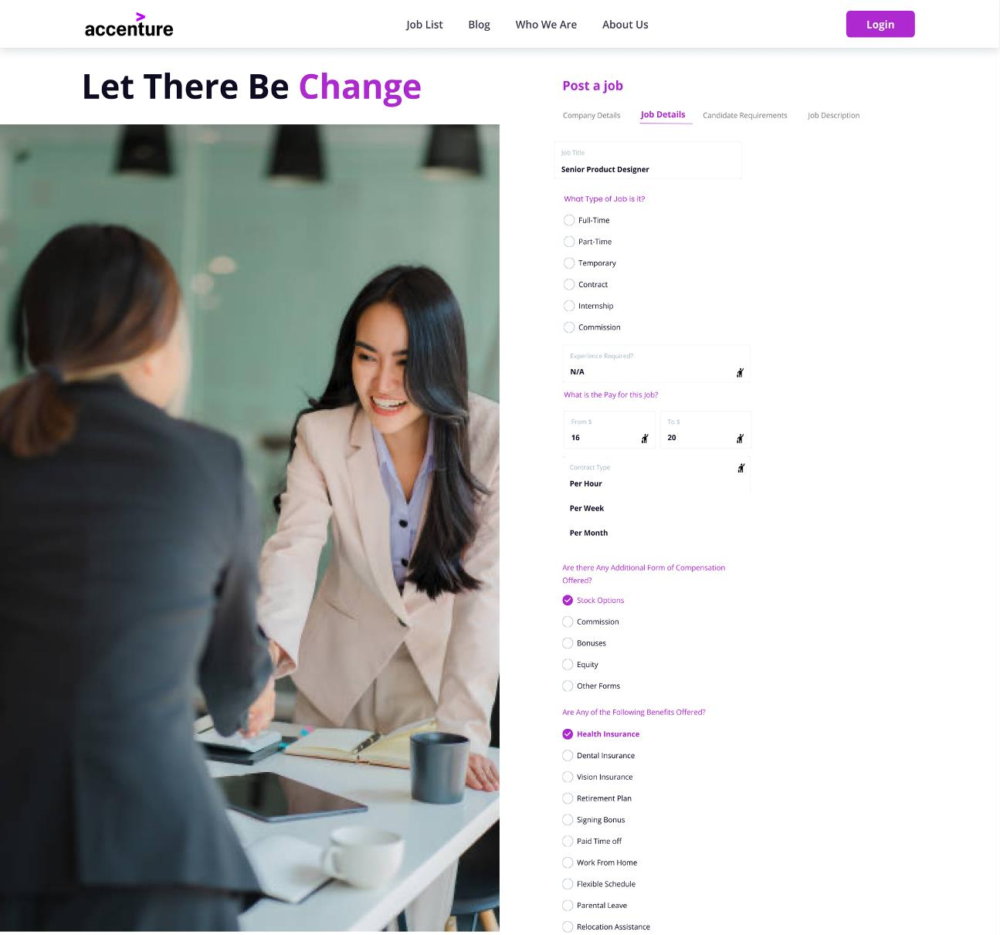 accenture
Job List
Blog
Who We Are
About Us
Login
Let There Be Change
Post a job
Company Details
Job Details
Candidate Requirements
Job Description
Job Title
Senior Product Designer
What Type of Job is it?
Full-Time
Part-Time
Temporary
Contract
Internship
Commission
Experience Required?
N/A
What is the Pay for this Job?
From $
16
To $
20
Contract Type
Per Hour
Per Week
Per Month
Are there Any Additional Form of Compensation
Offered?
Stock Options
Commission
Bonuses
Equity
Other Forms
Are Any of the Following Benefits Offered?
Health Insurance
Dental Insurance
Vision Insurance
Retirement Plan
Signing Bonus
Paid Time off
Work From Home
Flexible Schedule
Parental Leave
Relocation Assistance